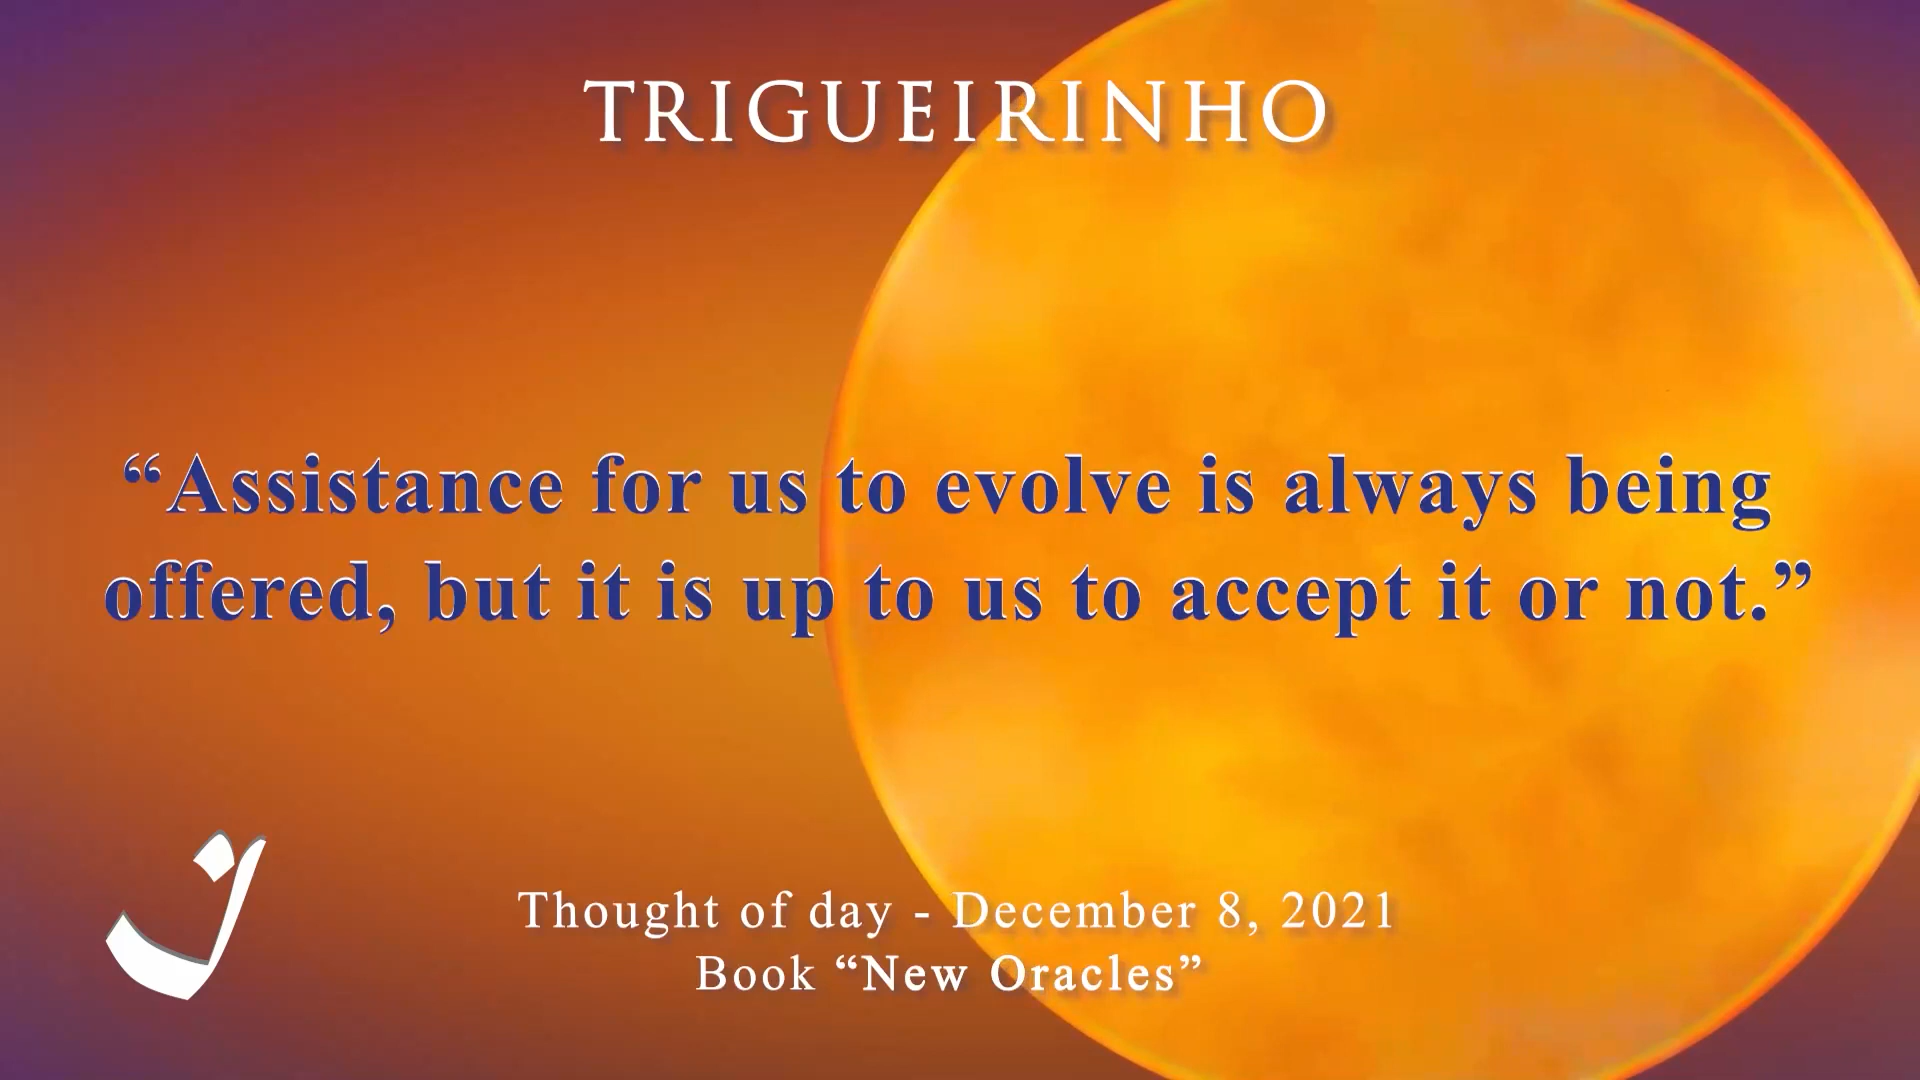 TRIGUEIRINHO
“Assistance for us to evolve is always being
offered, but it is up to us to accept it or not.”
Thought of day - December 8, 2021
Book “New Oracles”